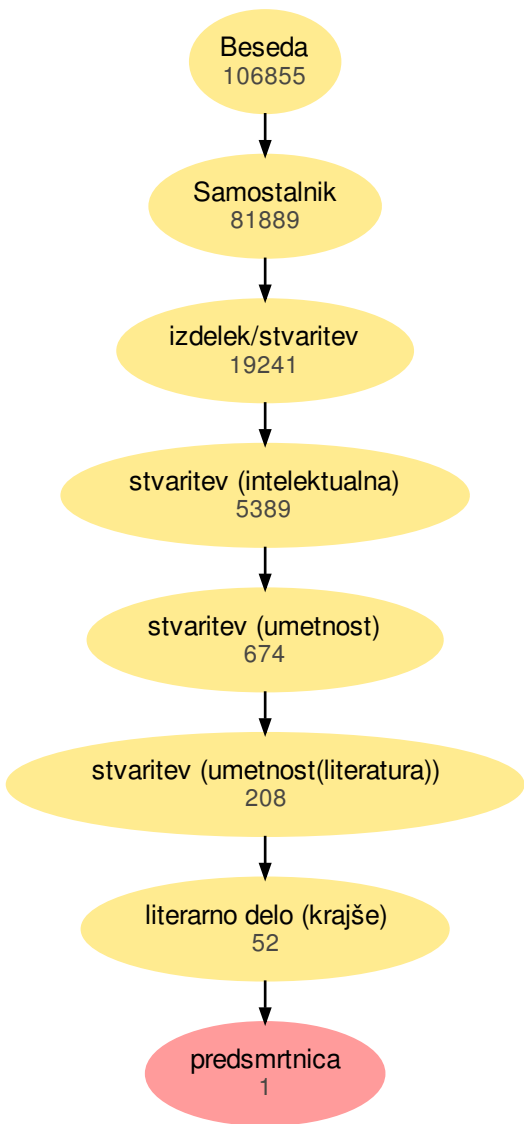 Beseda
106855
Samostalnik
81889
izdelek/stvaritev
19241
stvaritev (intelektualna)
5389
stvaritev (umetnost)
674
stvaritev (umetnost(literatura))
208
literarno delo (krajše)
52
predsmrtnica
1